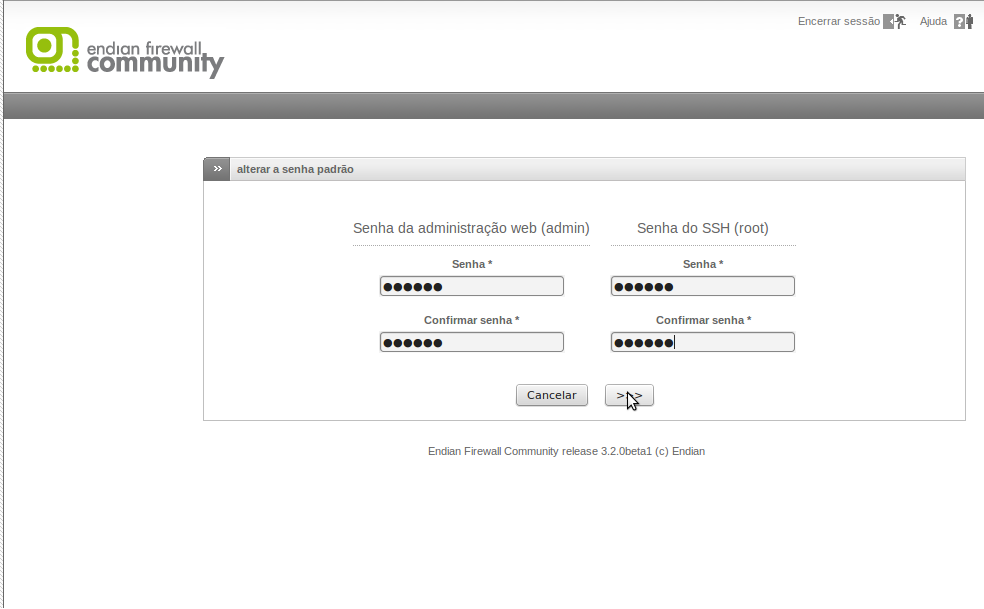 Encerrar sessão
Ajuda
endian firewall
community
» alterar a senha padrão
Senha da administração web (admin)
Senha do SSH (root)
Senha *
Senha *
●●●●●●
●●●●●●
Confirmar senha *
Confirmar senha *
●●●●●●
●●●●●●
Cancelar
>>>
Endian Firewall Community release 3.2.0beta1 (c) Endian